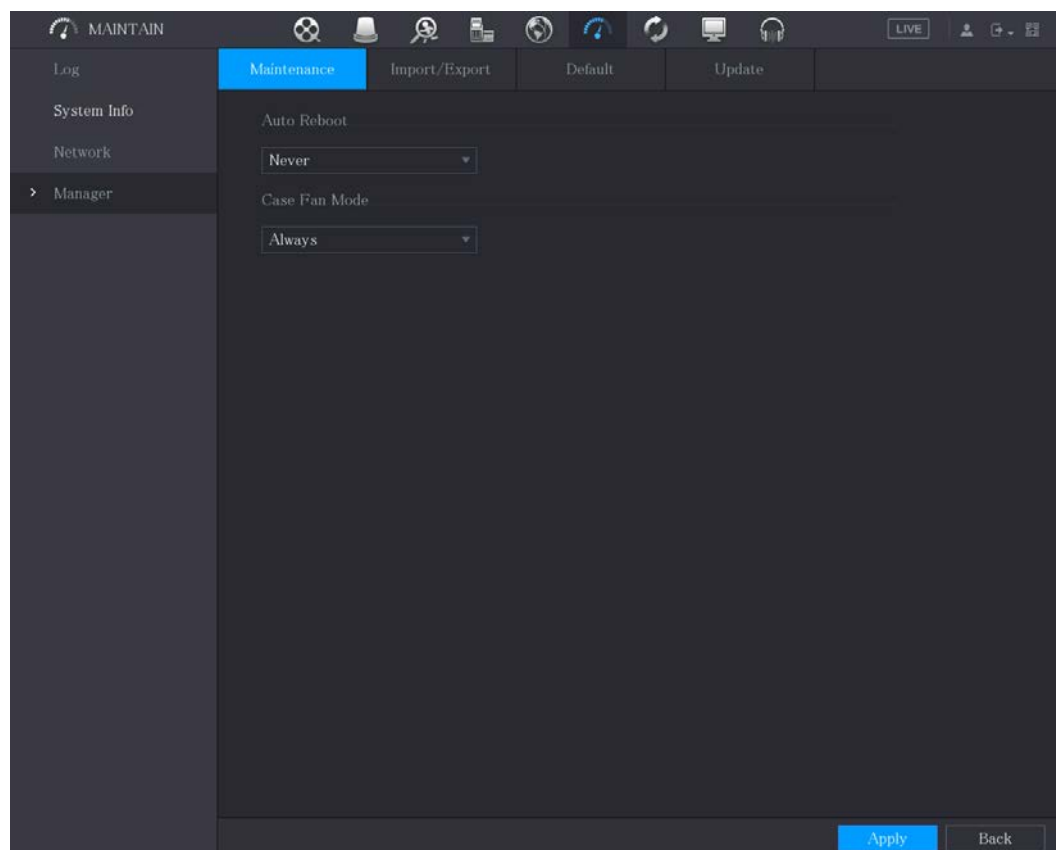 MAINTAIN
LIVE
Log
System Info
Network
Manager
Maintenance
Import/Export
Default
Update
Auto Reboot
Never
Case Fan Mode
Always
Apply
Back